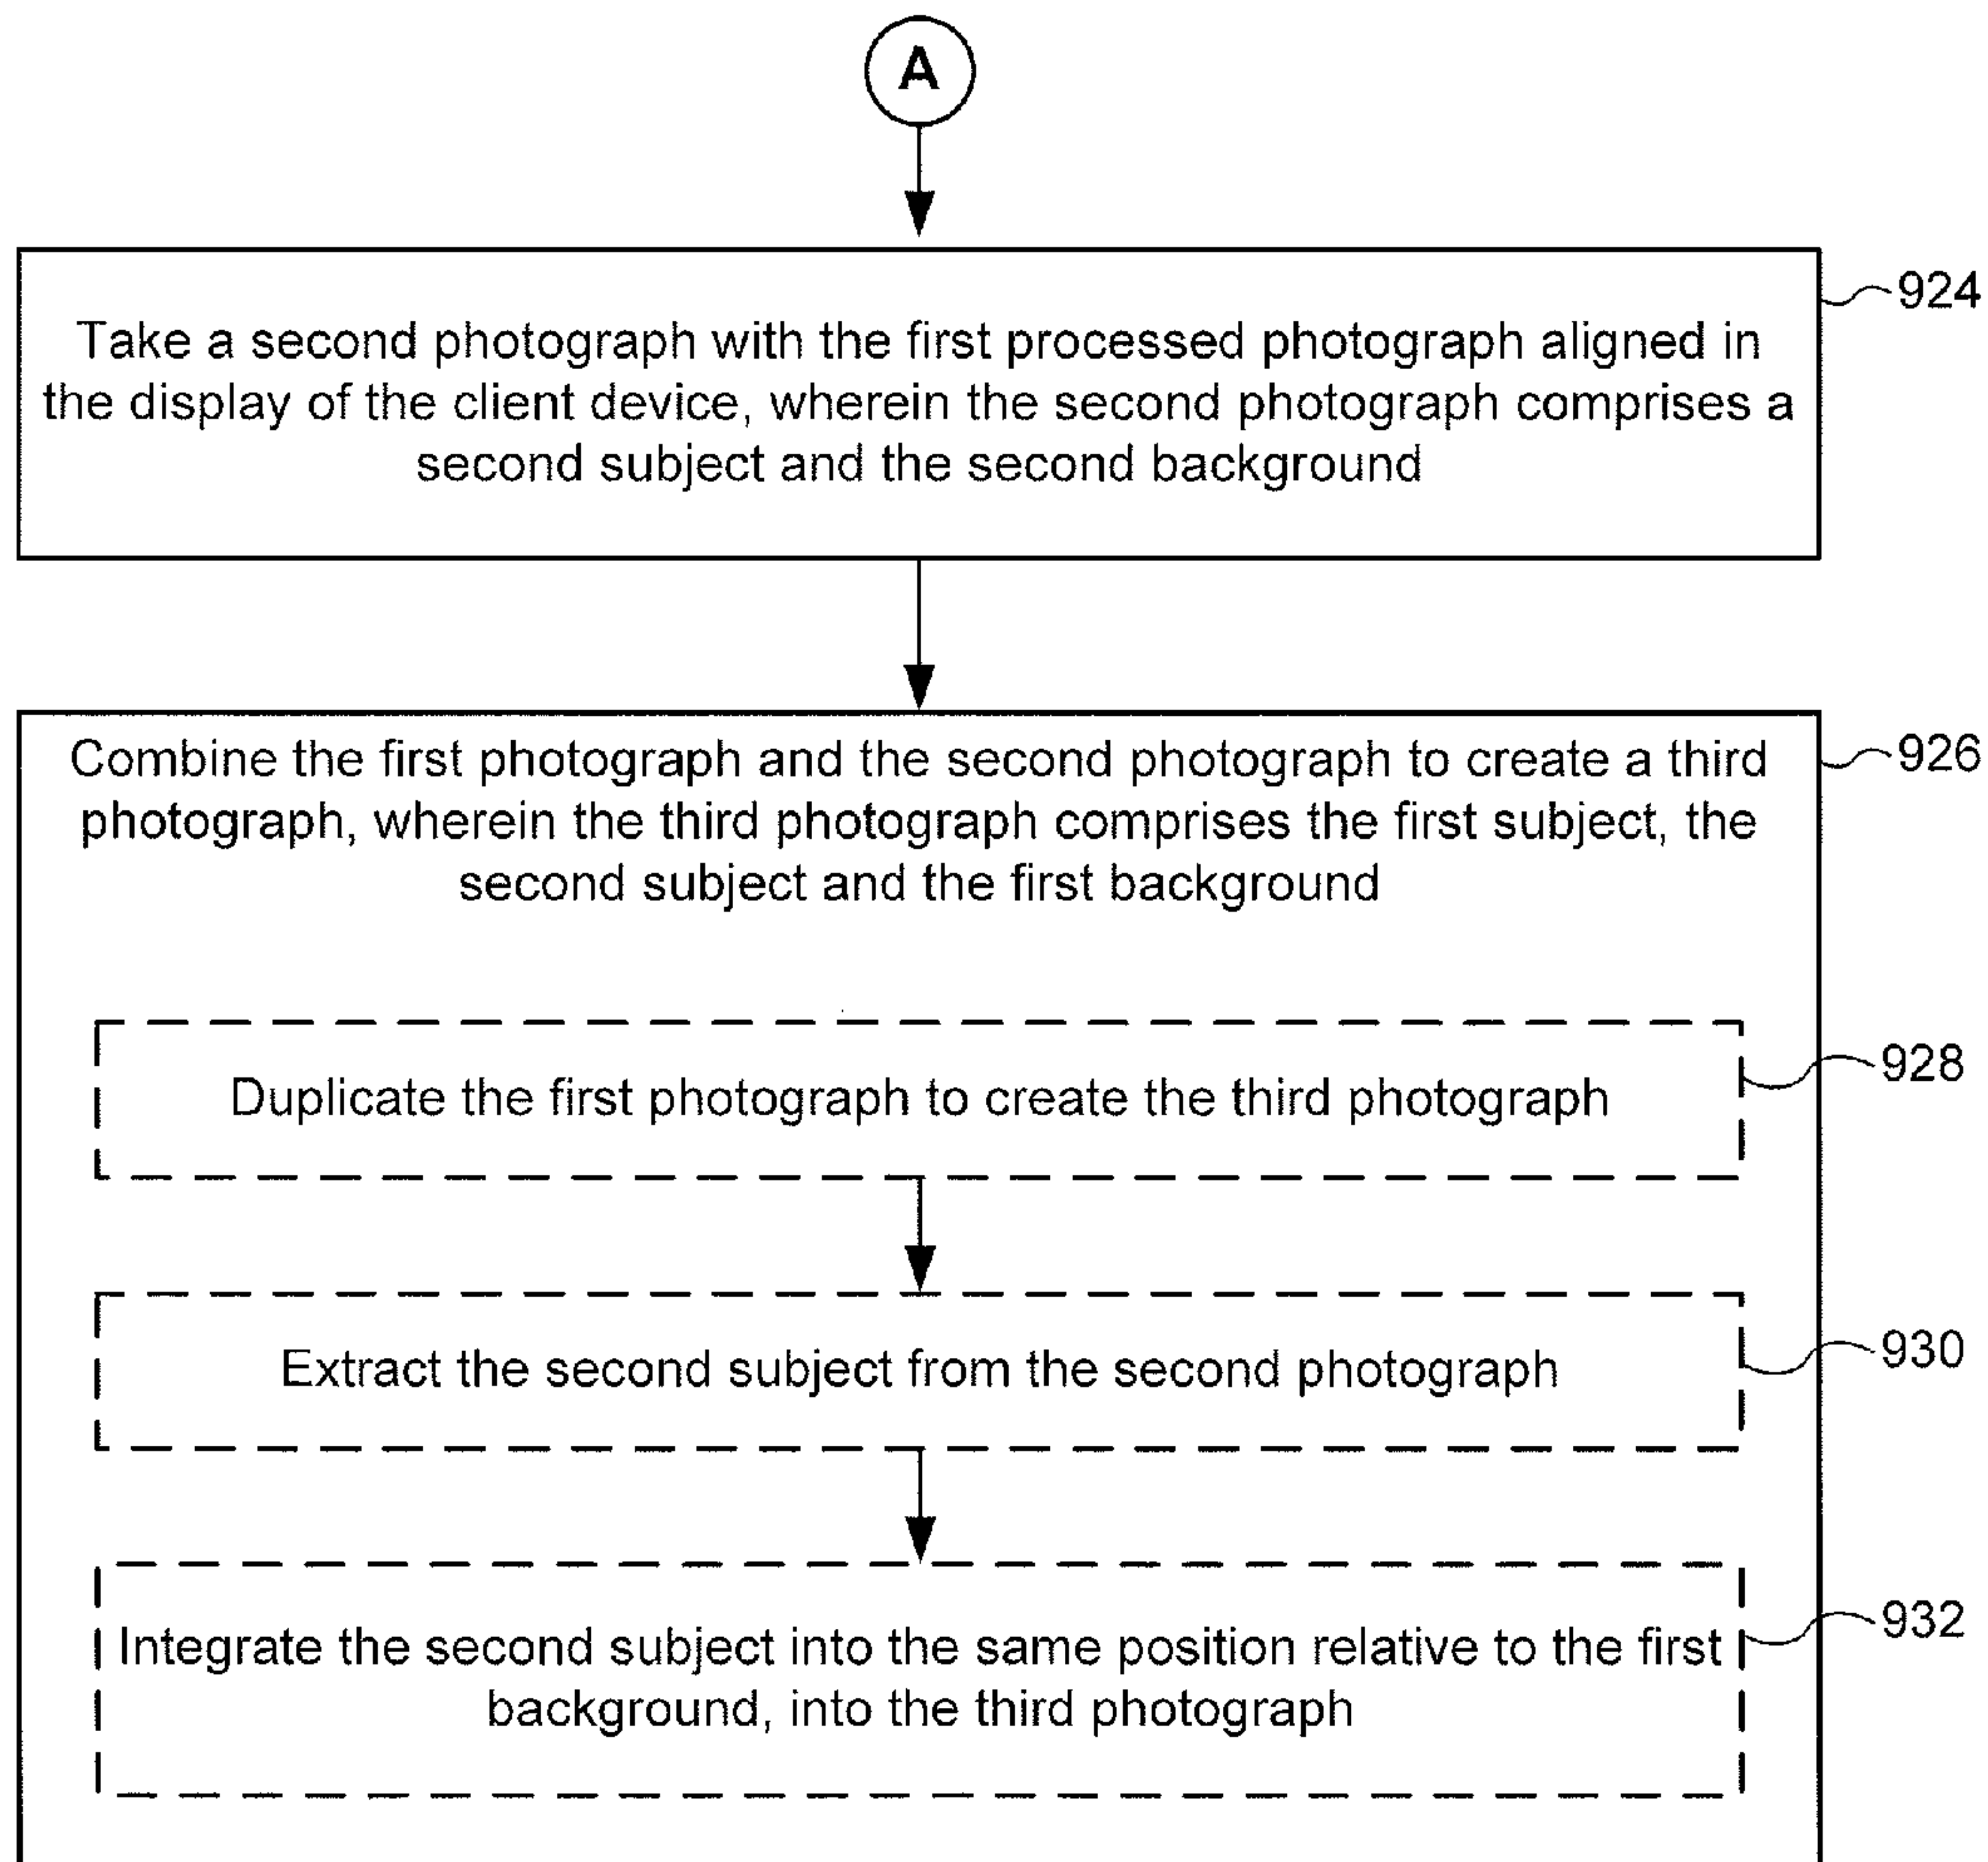 A
Take a second photograph with the first processed photograph aligned in
the display of the client device, wherein the second photograph comprises a
second subject and the second background
924
Combine the first photograph and the second photograph to create a third
photograph, wherein the third photograph comprises the first subject, the
second subject and the first background
926
Duplicate the first photograph to create the third photograph
928
Extract the second subject from the second photograph
930
Integrate the second subject into the same position relative to the first
background, into the third photograph
932